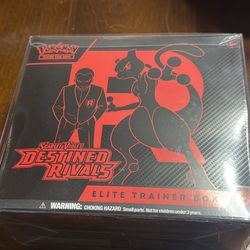 Pokémon
TRADING CARD GAME
R
SCARLET & VIOLET
DESTINED RIVALS
ELITE TRAINER BOX
WARNING: CHOKING HAZARD-Small parts. Not for children under 3 years.